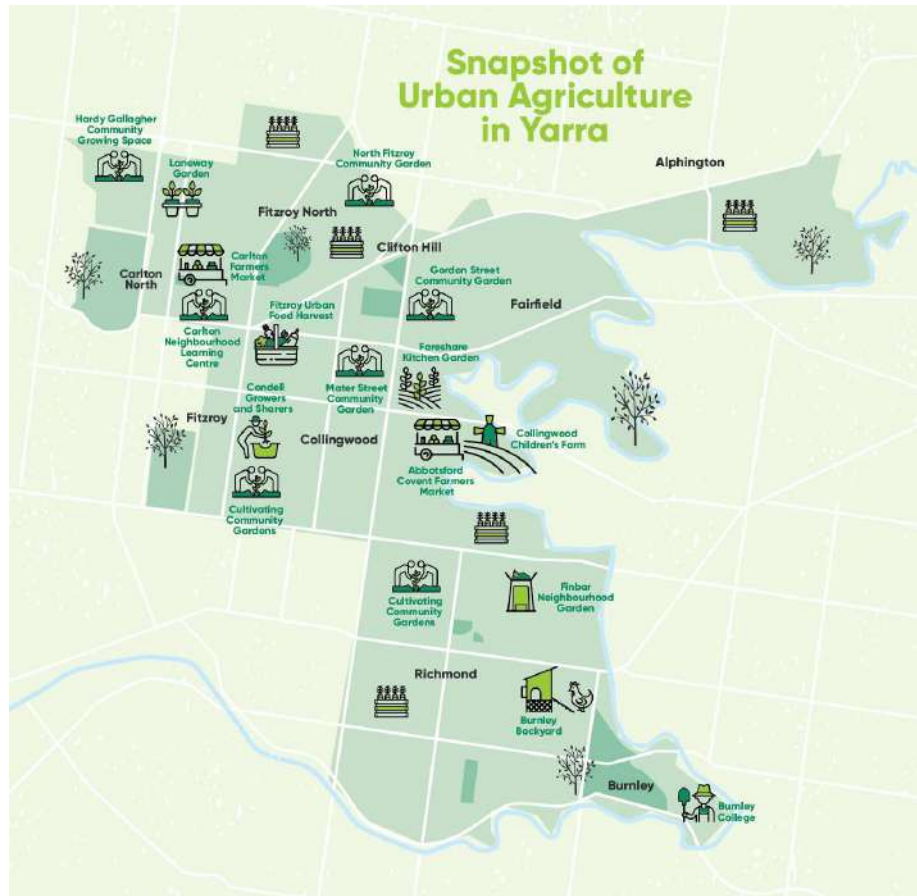 Snapshot of
Urban Agriculture
in Yarra
Hardy Gallagher
Community
Growing Space
Laneway
Garden
North Fitzroy
Community Garden
Alphington
Fitzroy North
Clifton Hill
Carlton
North
Carlton
Farmers
Market
Gordon Street
Community Garden
Fairfield
Carlton
Neighbourhood
Learning
Centre
Fitzroy Urban
Food Harvest
Fareshare
Kitchen Garden
Mater Street
Community
Garden
Condell
Growers
and Sharers
Fitzroy
Collingwood
Collingwood
Children's Farm
Abbotsford
Covent Farmers
Market
Cultivating
Community
Gardens
Cultivating
Community
Gardens
Finbar
Neighbourhood
Garden
Richmond
Burnley
Backyard
Burnley
Burnley
College